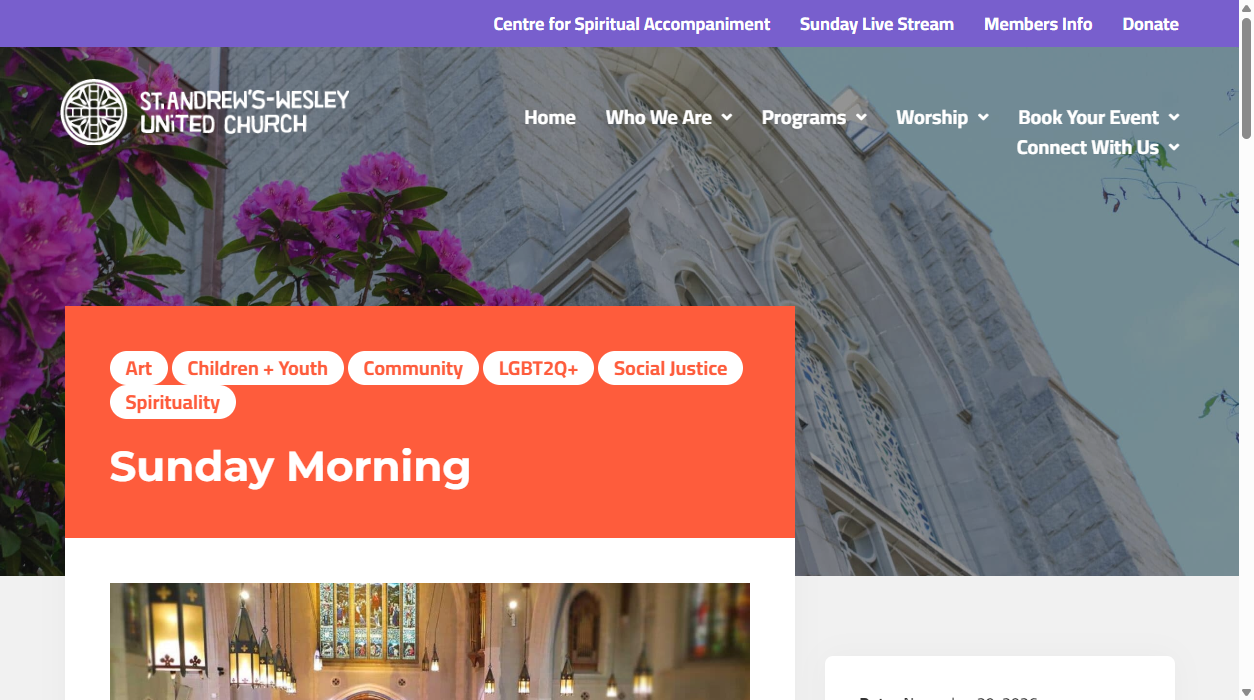 Centre for Spiritual Accompaniment Sunday Live Stream Members Info Donate
ST. ANDREW'S-WESLEY
UNITED CHURCH
Home Who We Are Programs Worship Book Your Event
Connect With Us
Art Children + Youth Community LGBT2Q+ Social Justice
Spirituality
Sunday Morning